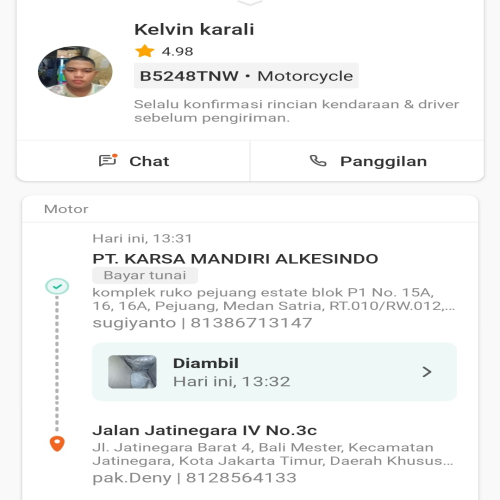 Kelvin karali
4.98
B5248TNW • Motorcycle
Selalu konfirmasi rincian kendaraan & driver
sebelum pengiriman.
Chat
Panggilan
Motor
Hari ini, 13:31
PT. KARSA MANDIRI ALKESINDO
Bayar tunai
komplek ruko pejuang estate blok P1 No. 15A,
16, 16A, Pejuang, Medan Satria, RT.010/RW.012,...
sugiyanto | 81386713147
Diambil
Hari ini, 13:32
Jalan Jatinegara IV No.3c
Jl. Jatinegara Barat 4, Bali Mester, Kecamatan
Jatinegara, Kota Jakarta Timur, Daerah Khusus...
pak.Deny | 8128564133